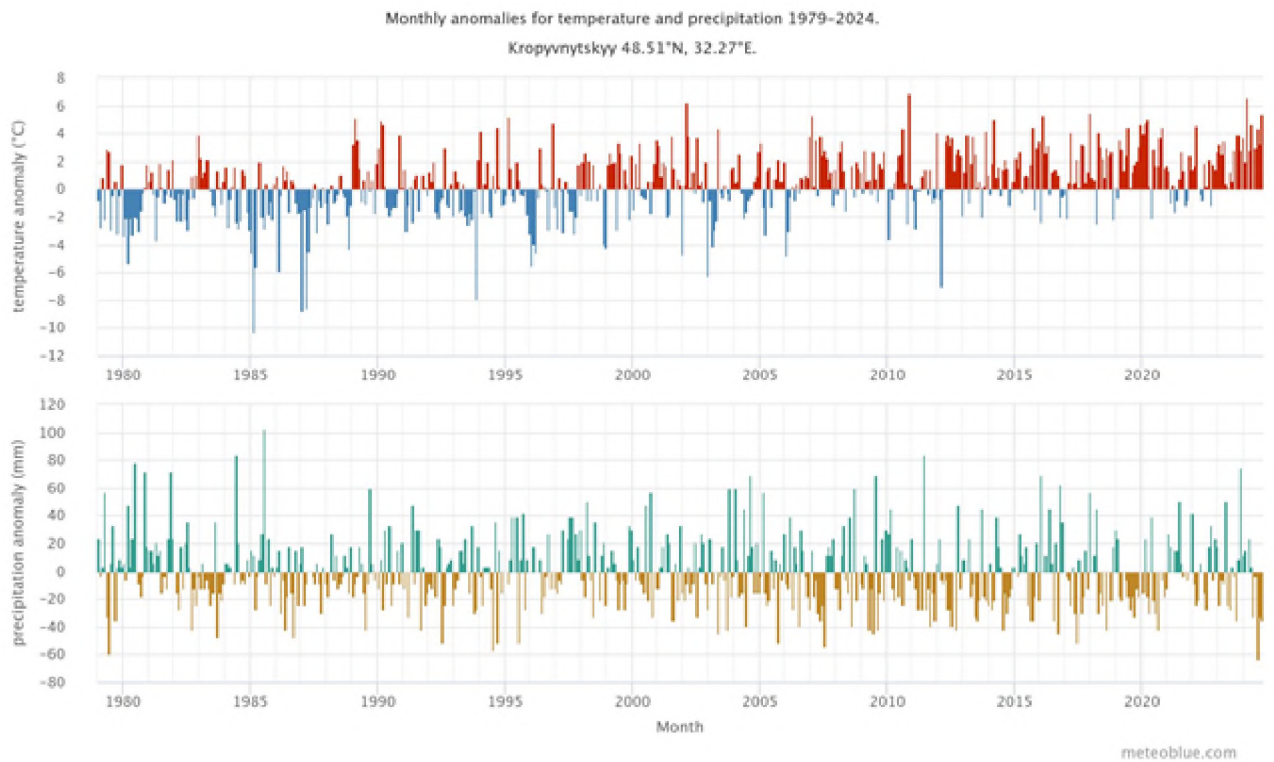 Monthly anomalies for temperature and precipitation 1979-2024.
Kropyvnytskyy 48.51°N, 32.27°E.
temperature anomaly (°C)
8
6
4
2
0
-2
-4
-6
-8
-10
-12
1980 1985 1990 1995 2000 2005 2010 2015 2020
precipitation anomaly (mm)
120
100
80
60
40
20
0
-20
-40
-60
-80
1980 1985 1990 1995 2000 2005 2010 2015 2020
Month
meteoblue.com